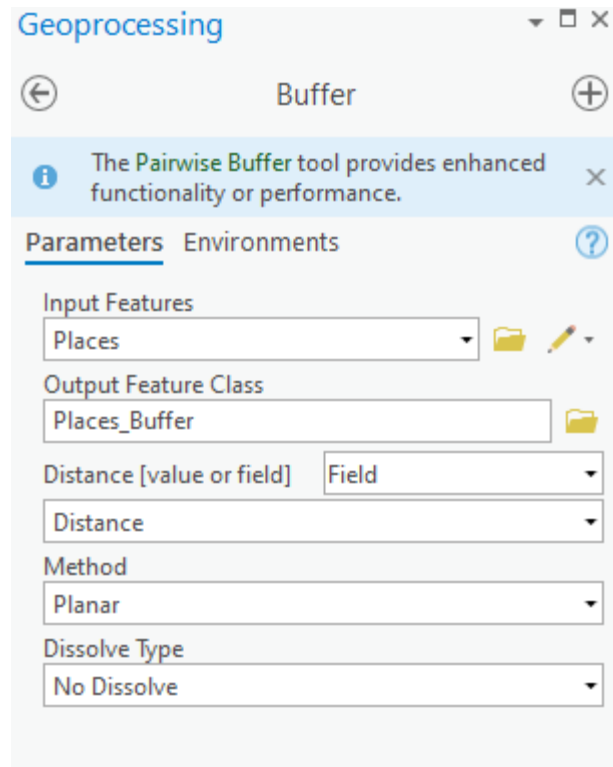 Geoprocessing
Buffer
The Pairwise Buffer tool provides enhanced
functionality or performance.
Parameters Environments
Input Features
Places
Output Feature Class
Places_Buffer
Distance [value or field] Field
Distance
Method
Planar
Dissolve Type
No Dissolve